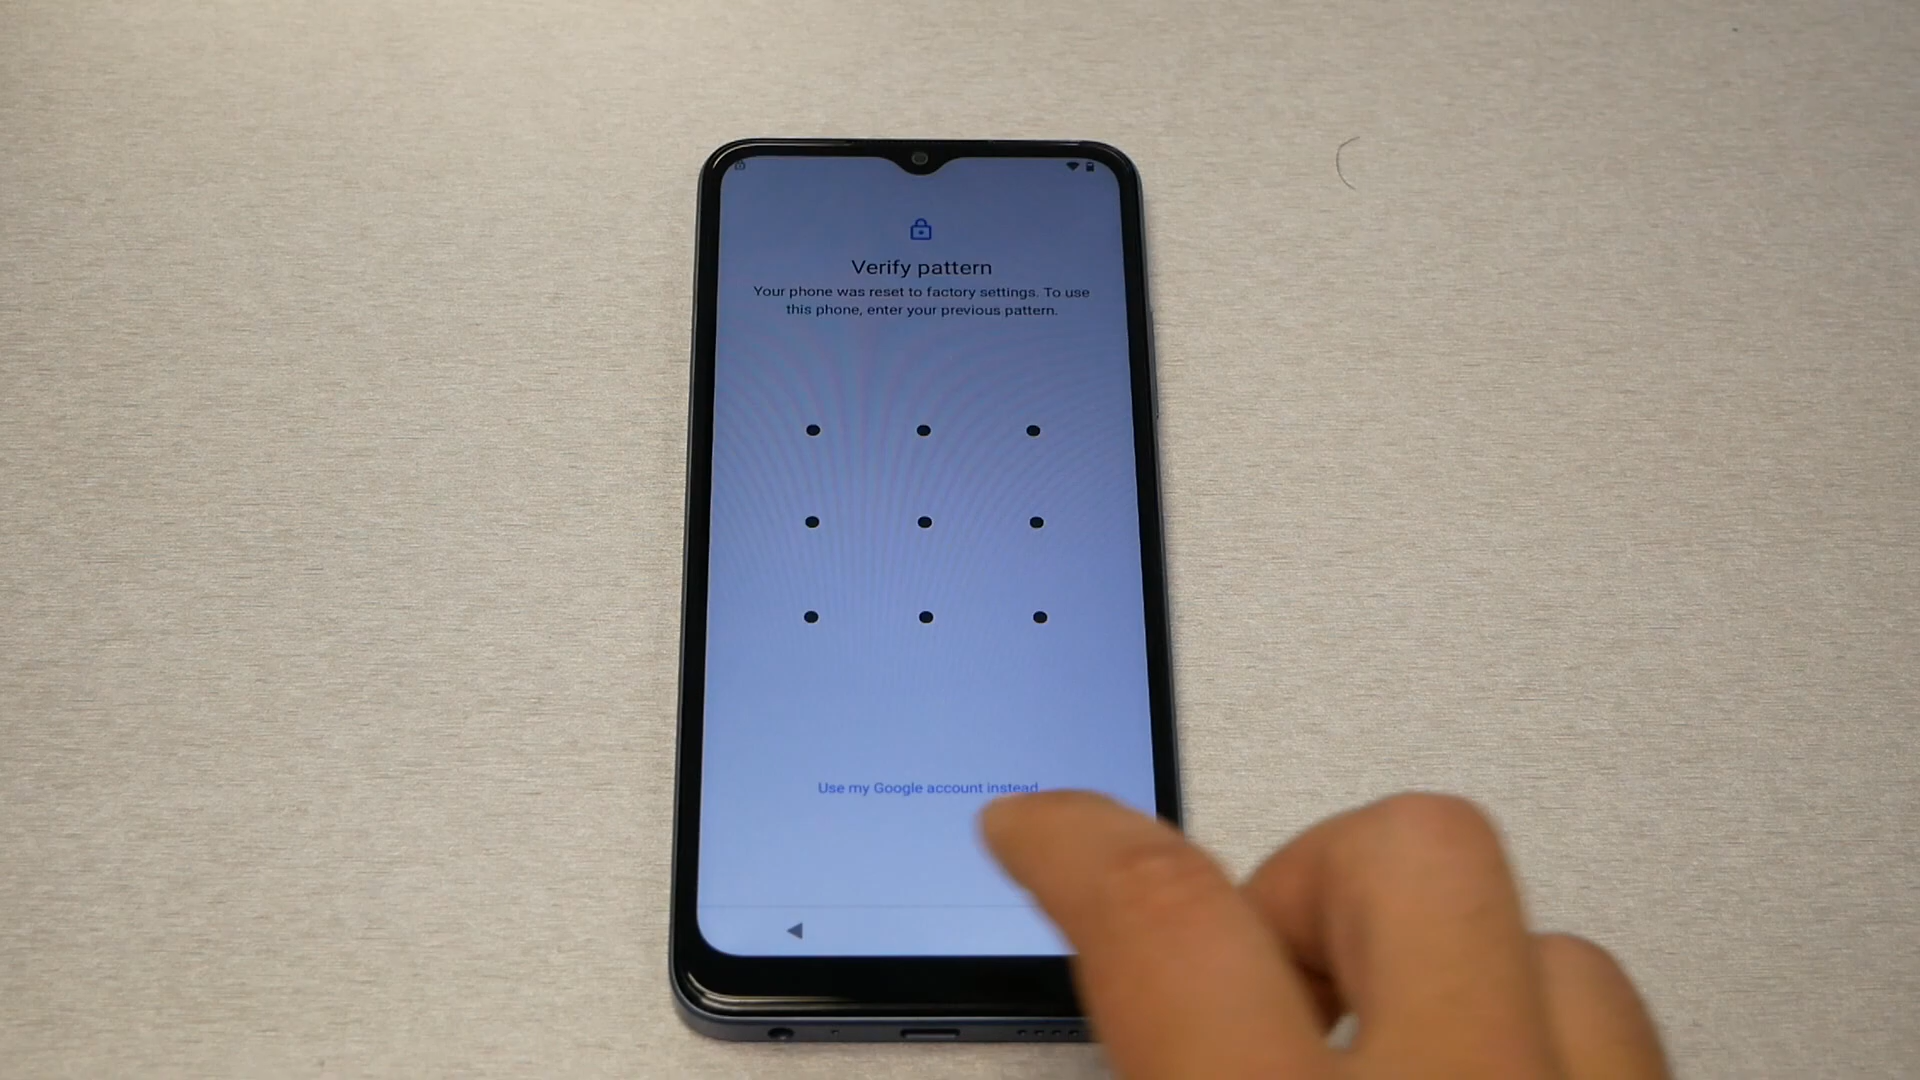 Verify pattern
Your phone was reset to factory settings. To use
this phone, enter your previous pattern.
Use my Google account instead